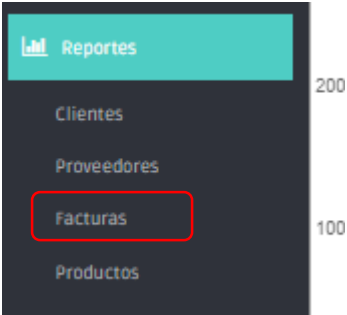 Reportes
200
Clientes
Proveedores
Facturas
100
Productos